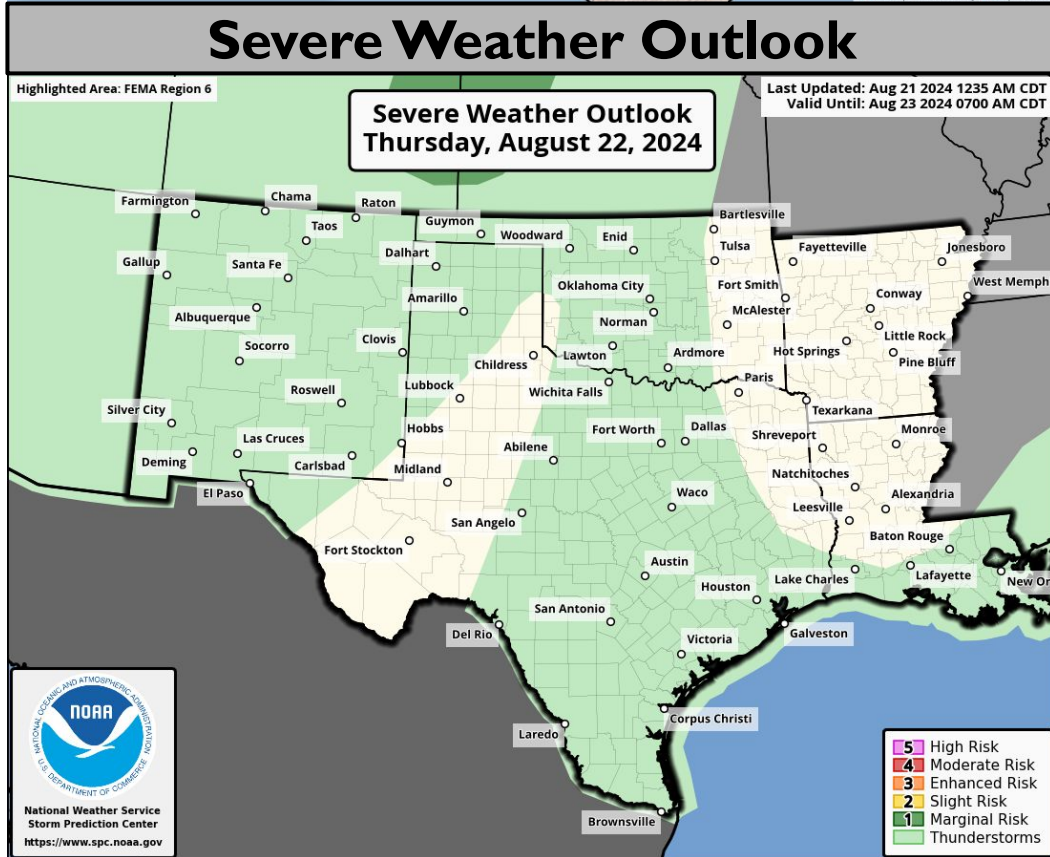 Severe Weather Outlook
Highlighted Area: FEMA Region 6
Last Updated: Aug 21 2024 1235 AM CDT
Valid Until: Aug 23 2024 0700 AM CDT
Severe Weather Outlook
Thursday, August 22, 2024
Farmington
Chama
Raton
Taos
Guymon
Woodward
Enid
Bartlesville
Tulsa
Fayetteville
Jonesboro
Gallup
Santa Fe
Dalhart
Oklahoma City
Fort Smith
Conway
West Memph
Albuquerque
Amarillo
Norman
McAlester
Little Rock
Socorro
Clovis
Childress
Lawton
Ardmore
Hot Springs
Pine Bluff
Roswell
Lubbock
Wichita Falls
Paris
Texarkana
Silver City
Las Cruces
Hobbs
Fort Worth
Dallas
Shreveport
Monroe
Deming
Carlsbad
Midland
Abilene
Natchitoches
El Paso
San Angelo
Waco
Leesville
Alexandria
Fort Stockton
Baton Rouge
Austin
Houston
Lake Charles
Lafayette
New Or
Del Rio
San Antonio
Victoria
Galveston
Laredo
Corpus Christi
Brownsville
NATIONAL OCEANIC AND ATMOSPHERIC ADMINISTRATION
NOAA
U.S. DEPARTMENT OF COMMERCE
National Weather Service
Storm Prediction Center
https://www.spc.noaa.gov
5 High Risk
4 Moderate Risk
3 Enhanced Risk
2 Slight Risk
1 Marginal Risk
Thunderstorms